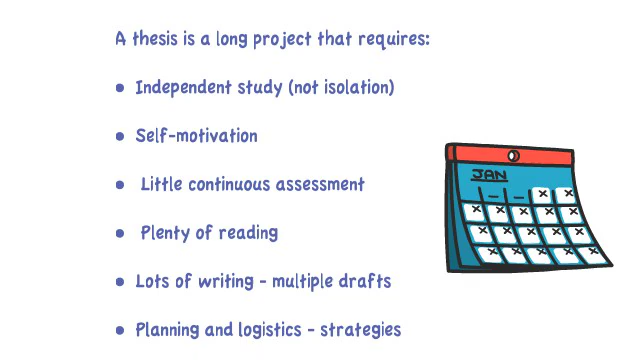 A thesis is a long project that requires:
• Independent study (not isolation)
• Self-motivation
• Little continuous assessment
• Plenty of reading
• Lots of writing - multiple drafts
• Planning and logistics - strategies
JAN